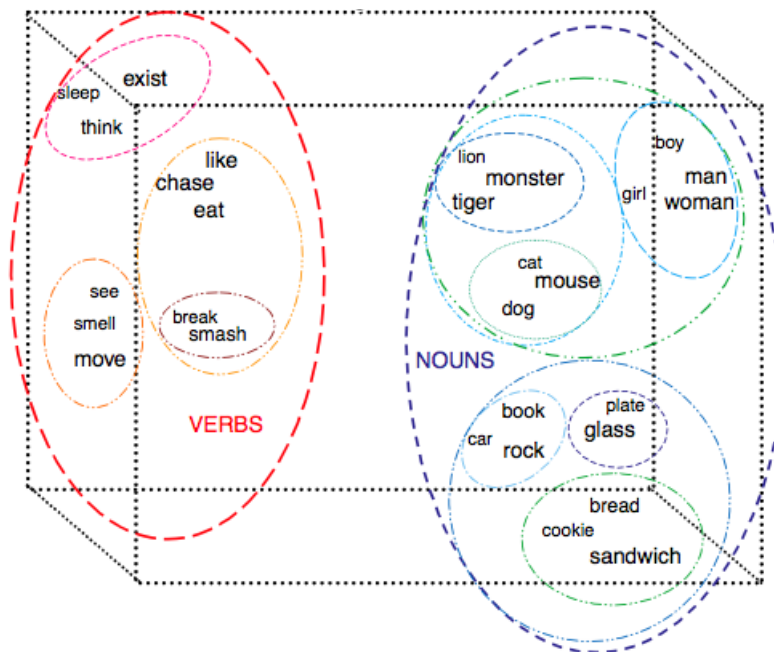 exist
sleep
think
like
chase
eat
see
smell
move
break
smash
VERBS
NOUNS
lion
monster
tiger
cat
mouse
dog
boy
man
girl
woman
book
car
rock
plate
glass
bread
cookie
sandwich